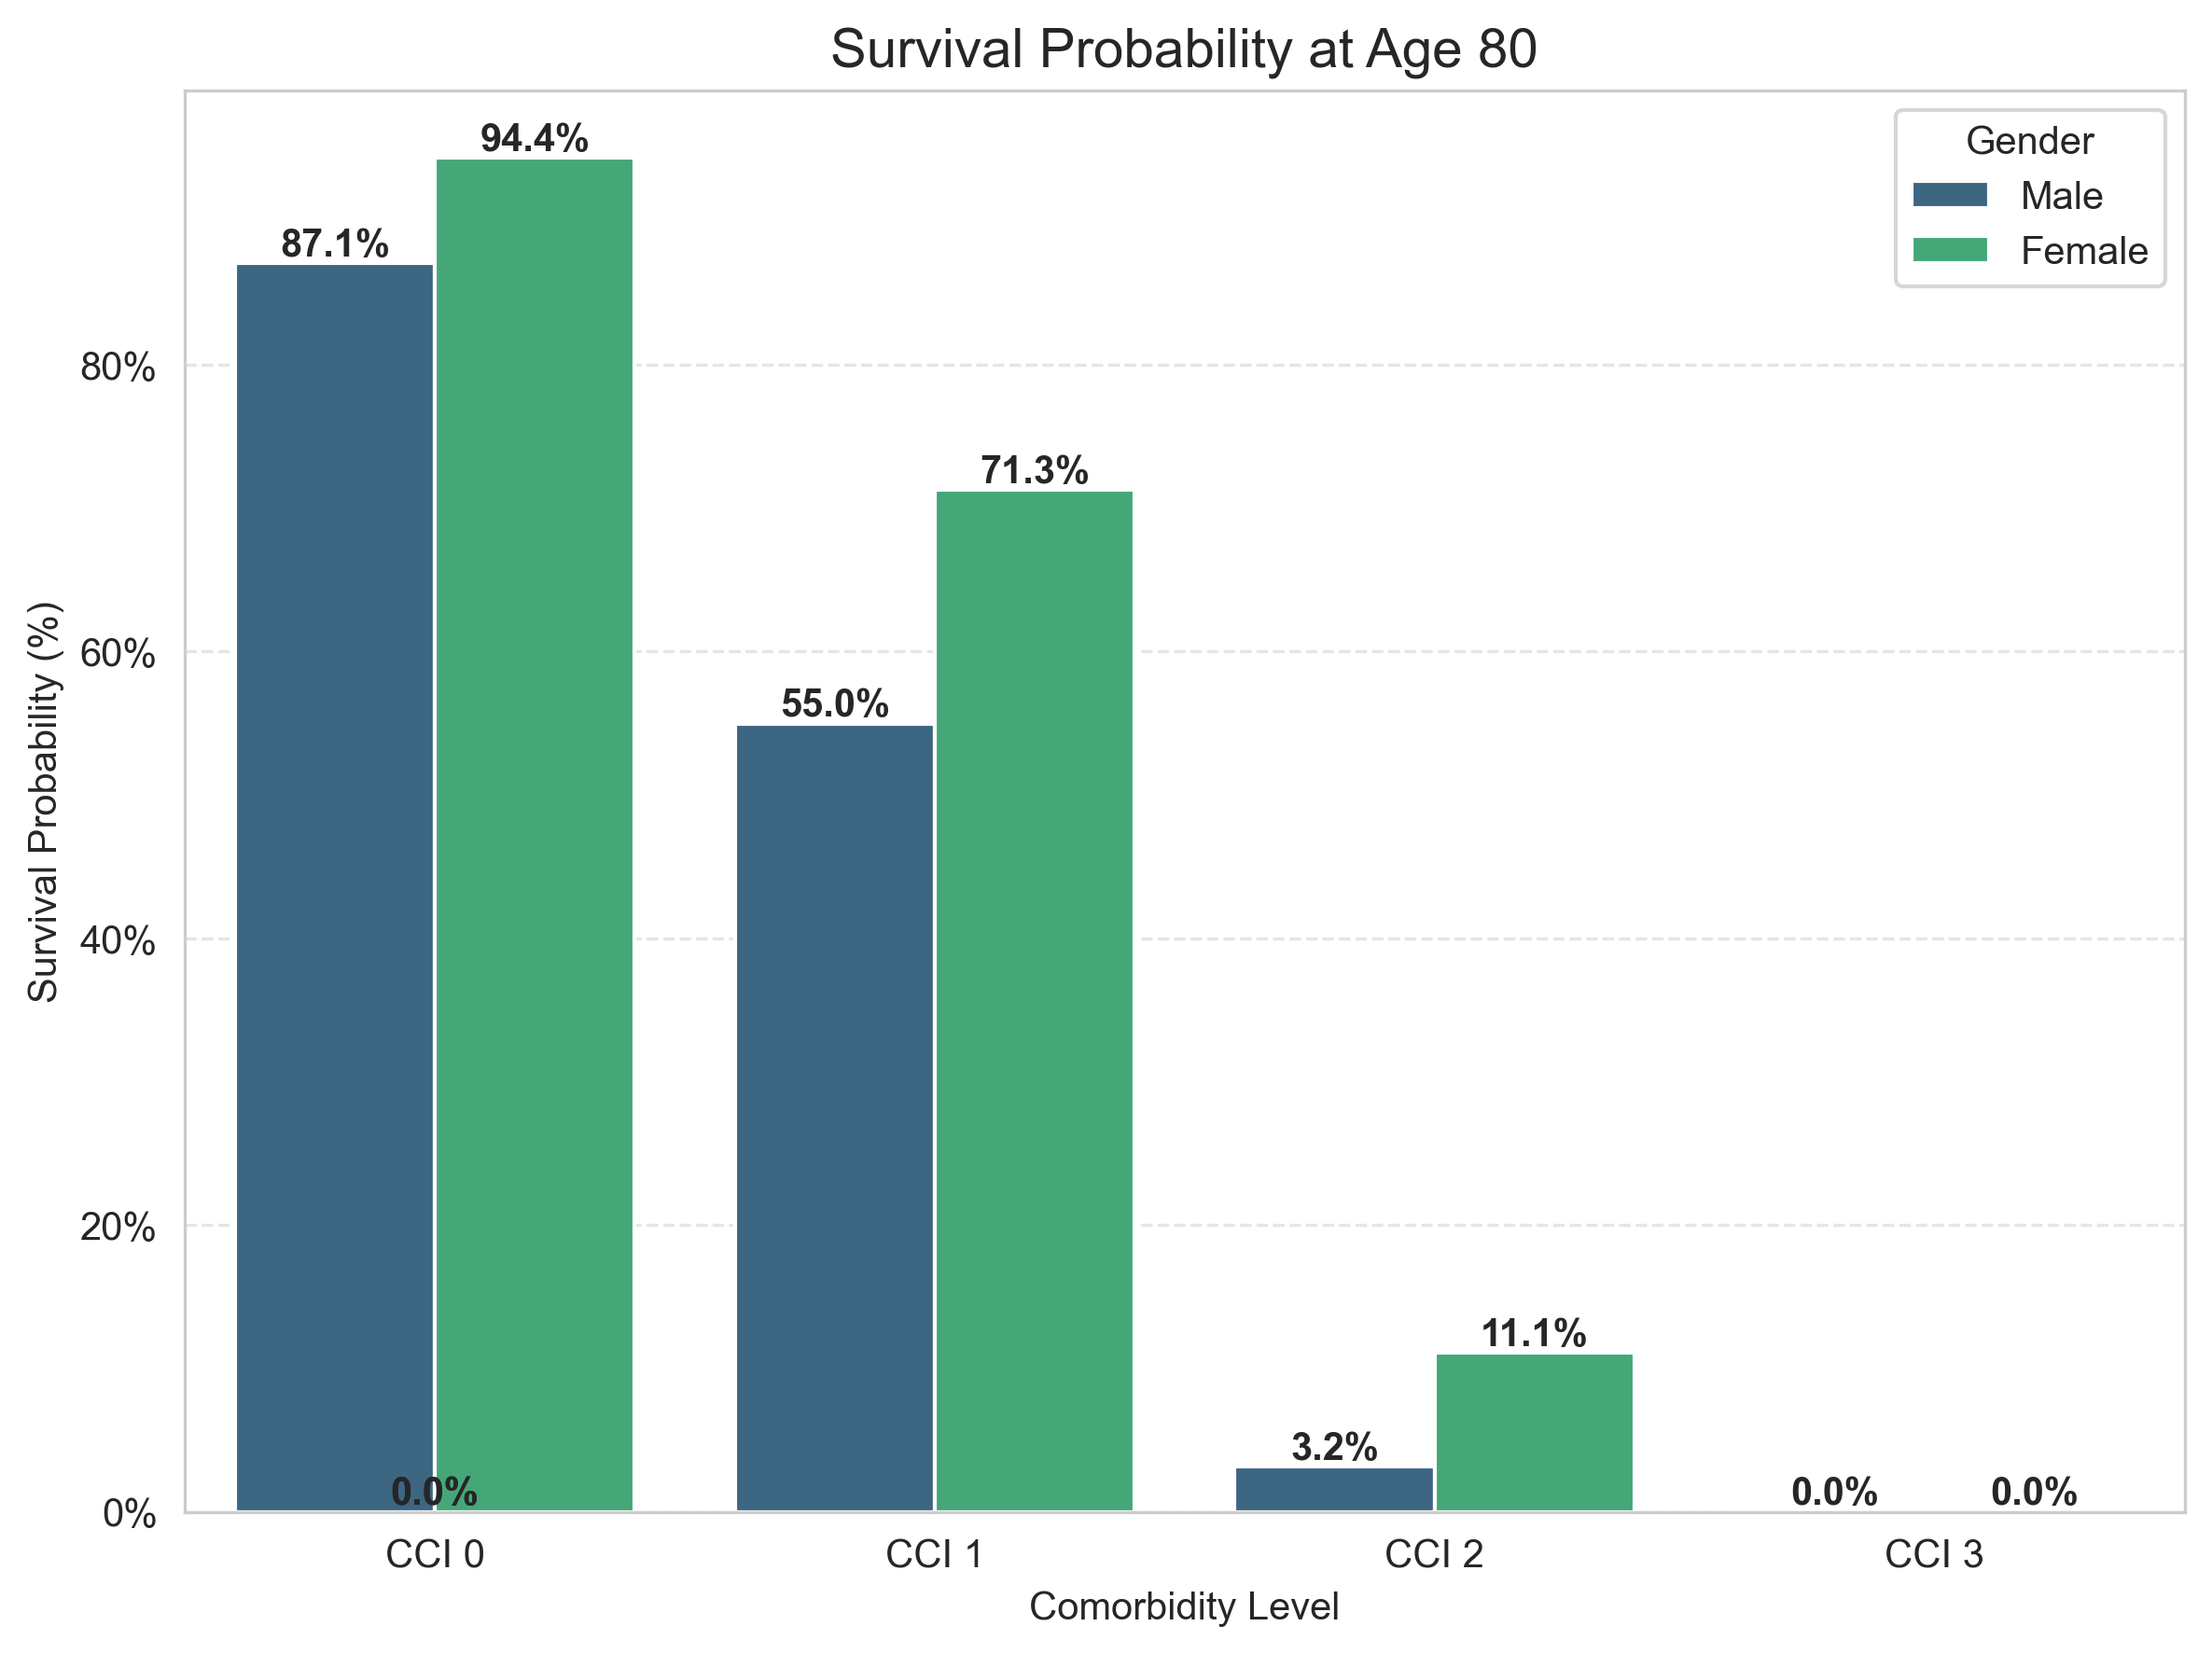 Survival Probability at Age 80
Gender
Male
Female
94.4%
87.1%
71.3%
55.0%
11.1%
3.2%
0.0%
0.0%
0.0%
Survival Probability (%)
80%
60%
40%
20%
0%
CCI 0
CCI 1
CCI 2
CCI 3
Comorbidity Level